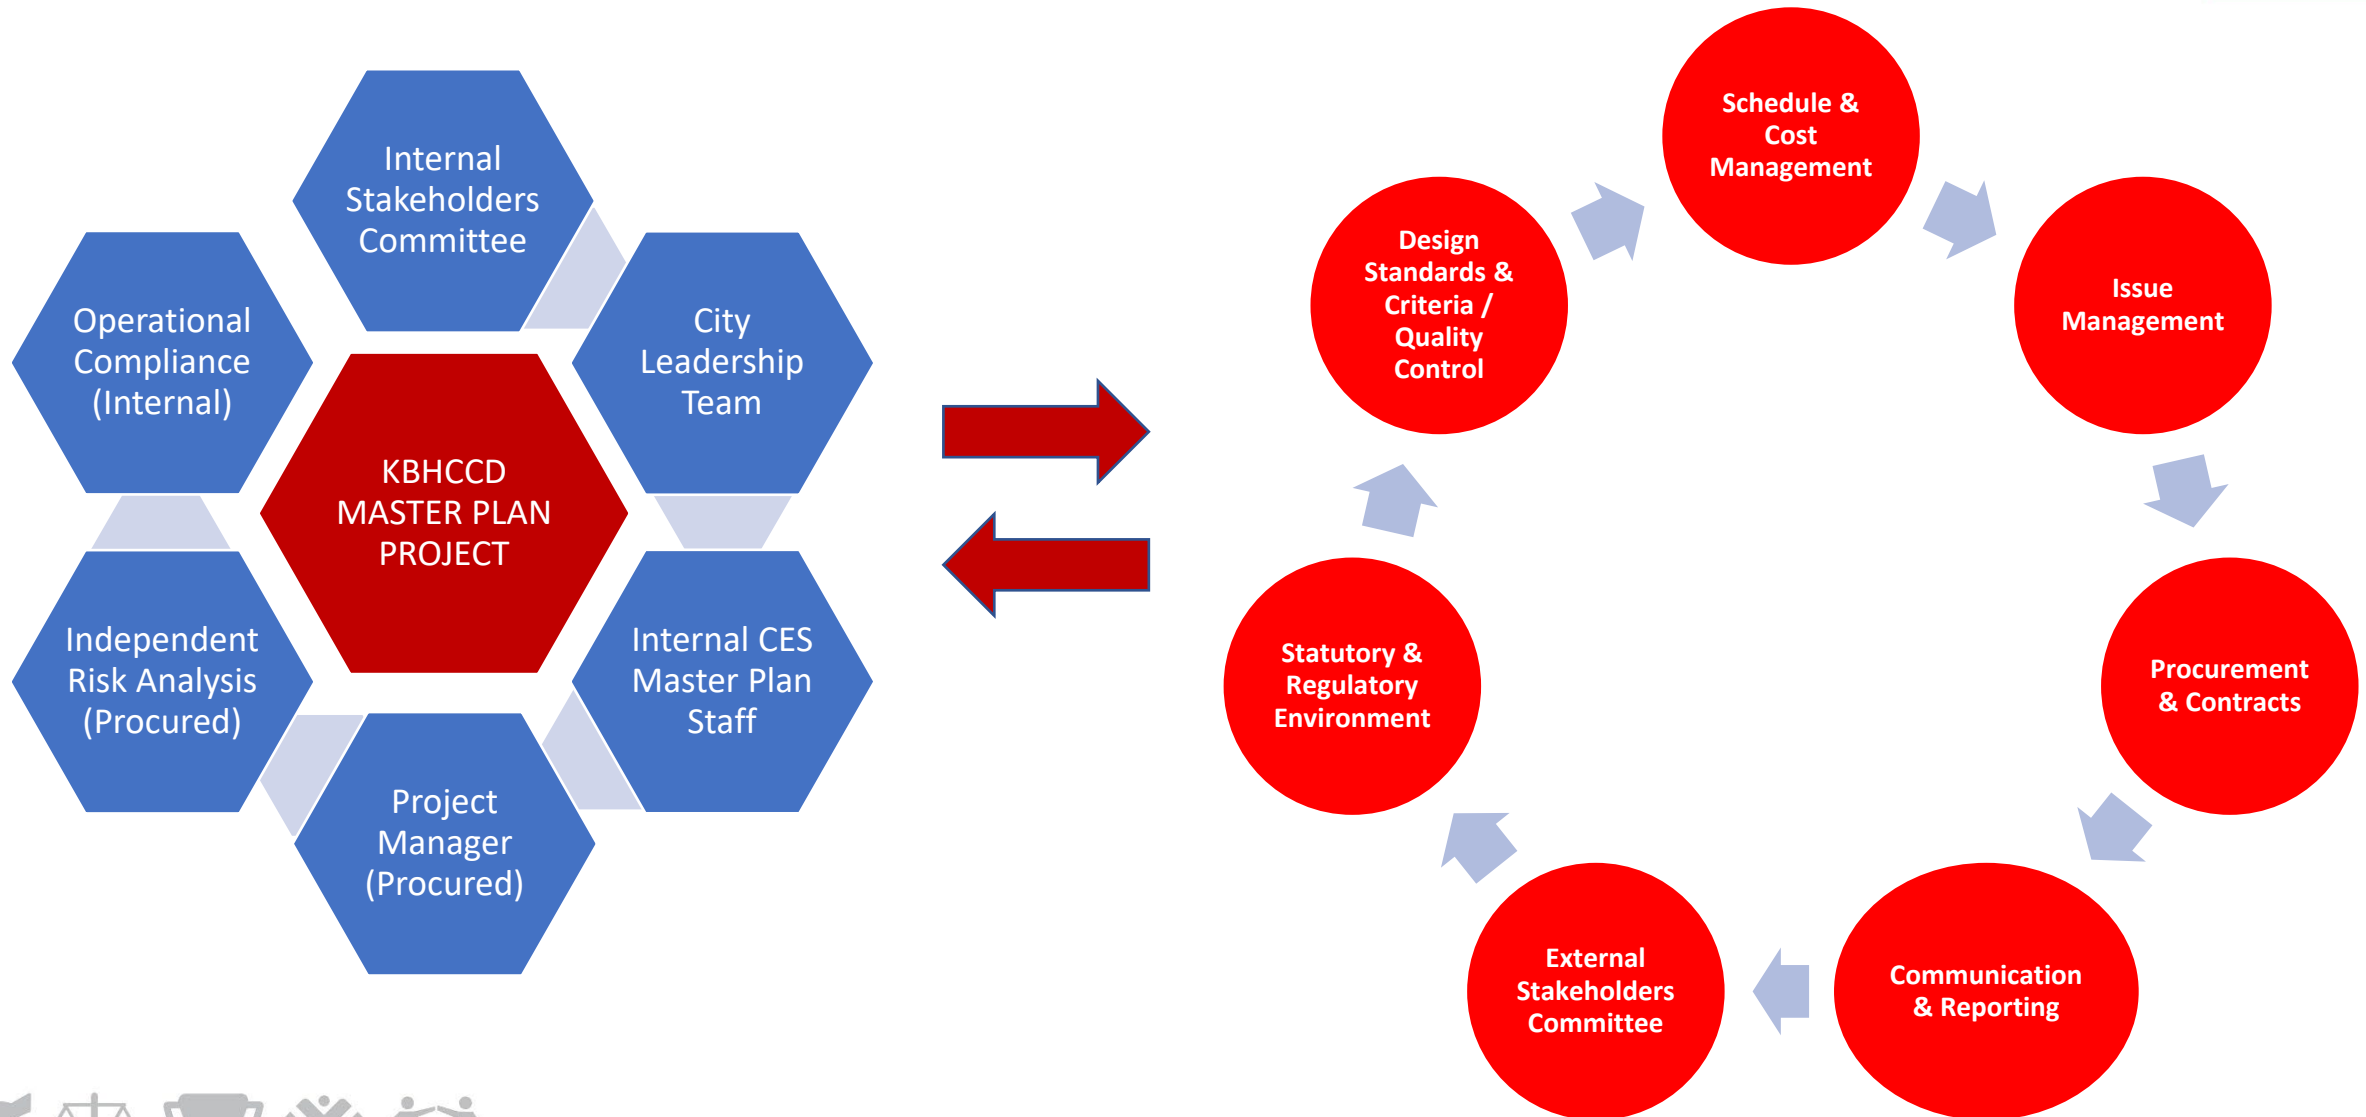 Internal
Stakeholders
Committee
City
Leadership
Team
Internal CES
Master Plan
Staff
Project
Manager
(Procured)
Independent
Risk Analysis
(Procured)
Operational
Compliance
(Internal)
KBHCCD
MASTER PLAN
PROJECT
Schedule &
Cost
Management
Issue
Management
Procurement
& Contracts
Communication
& Reporting
External
Stakeholders
Committee
Statutory &
Regulatory
Environment
Design
Standards &
Criteria /
Quality
Control